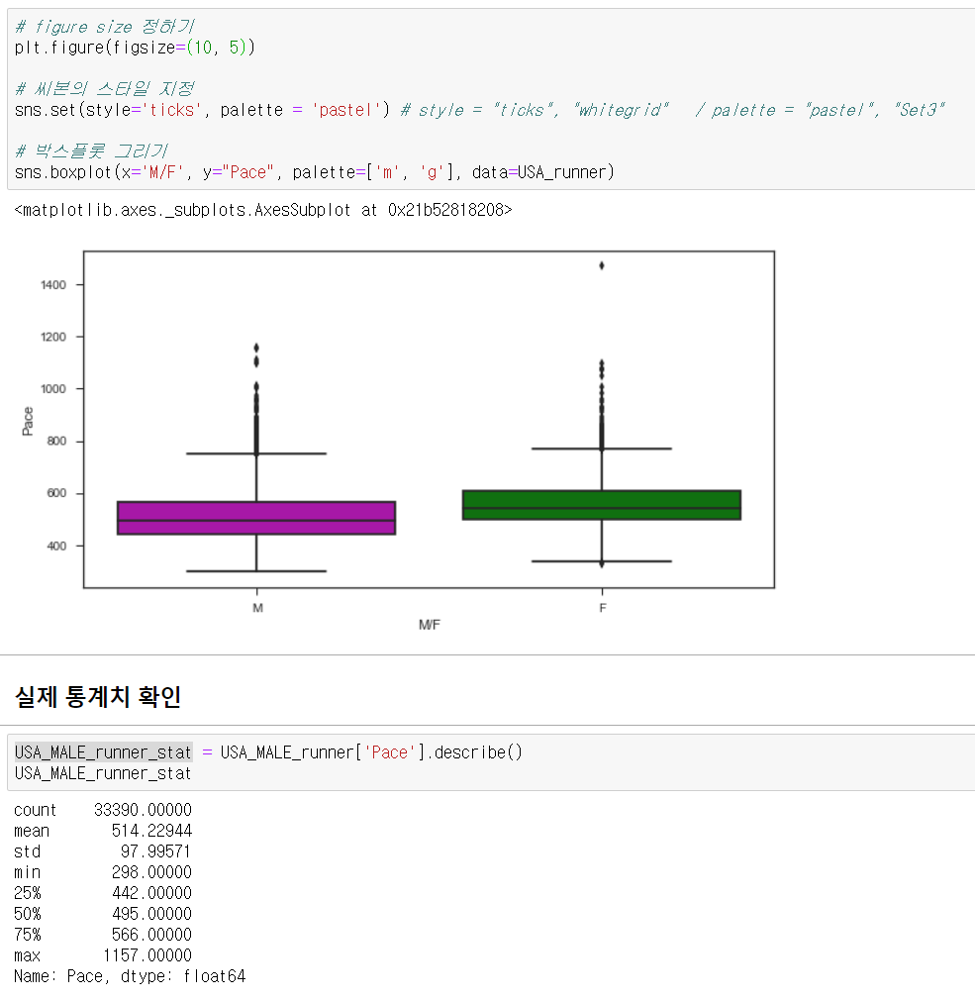 # figure size 정하기
plt.figure(figsize=(10, 5))
# 씨본의 스타일 지정
sns.set(style='ticks', palette = 'pastel') # style = "ticks", "whitegrid"   / palette = "pastel", "Set3"
# 박스플롯 그리기
sns.boxplot(x='M/F', y="Pace", palette=['m', 'g'], data=USA_runner)
<matplotlib.axes._subplots.AxesSubplot at 0x21b52818208>
1400
1200
1000
800
600
400
Pace
M
F
M/F
실제 통계치 확인
USA_MALE_runner_stat = USA_MALE_runner['Pace'].describe()
USA_MALE_runner_stat
count    33390.00000
mean       514.22944
std         97.99571
min        298.00000
25%        442.00000
50%        495.00000
75%        566.00000
max       1157.00000
Name: Pace, dtype: float64